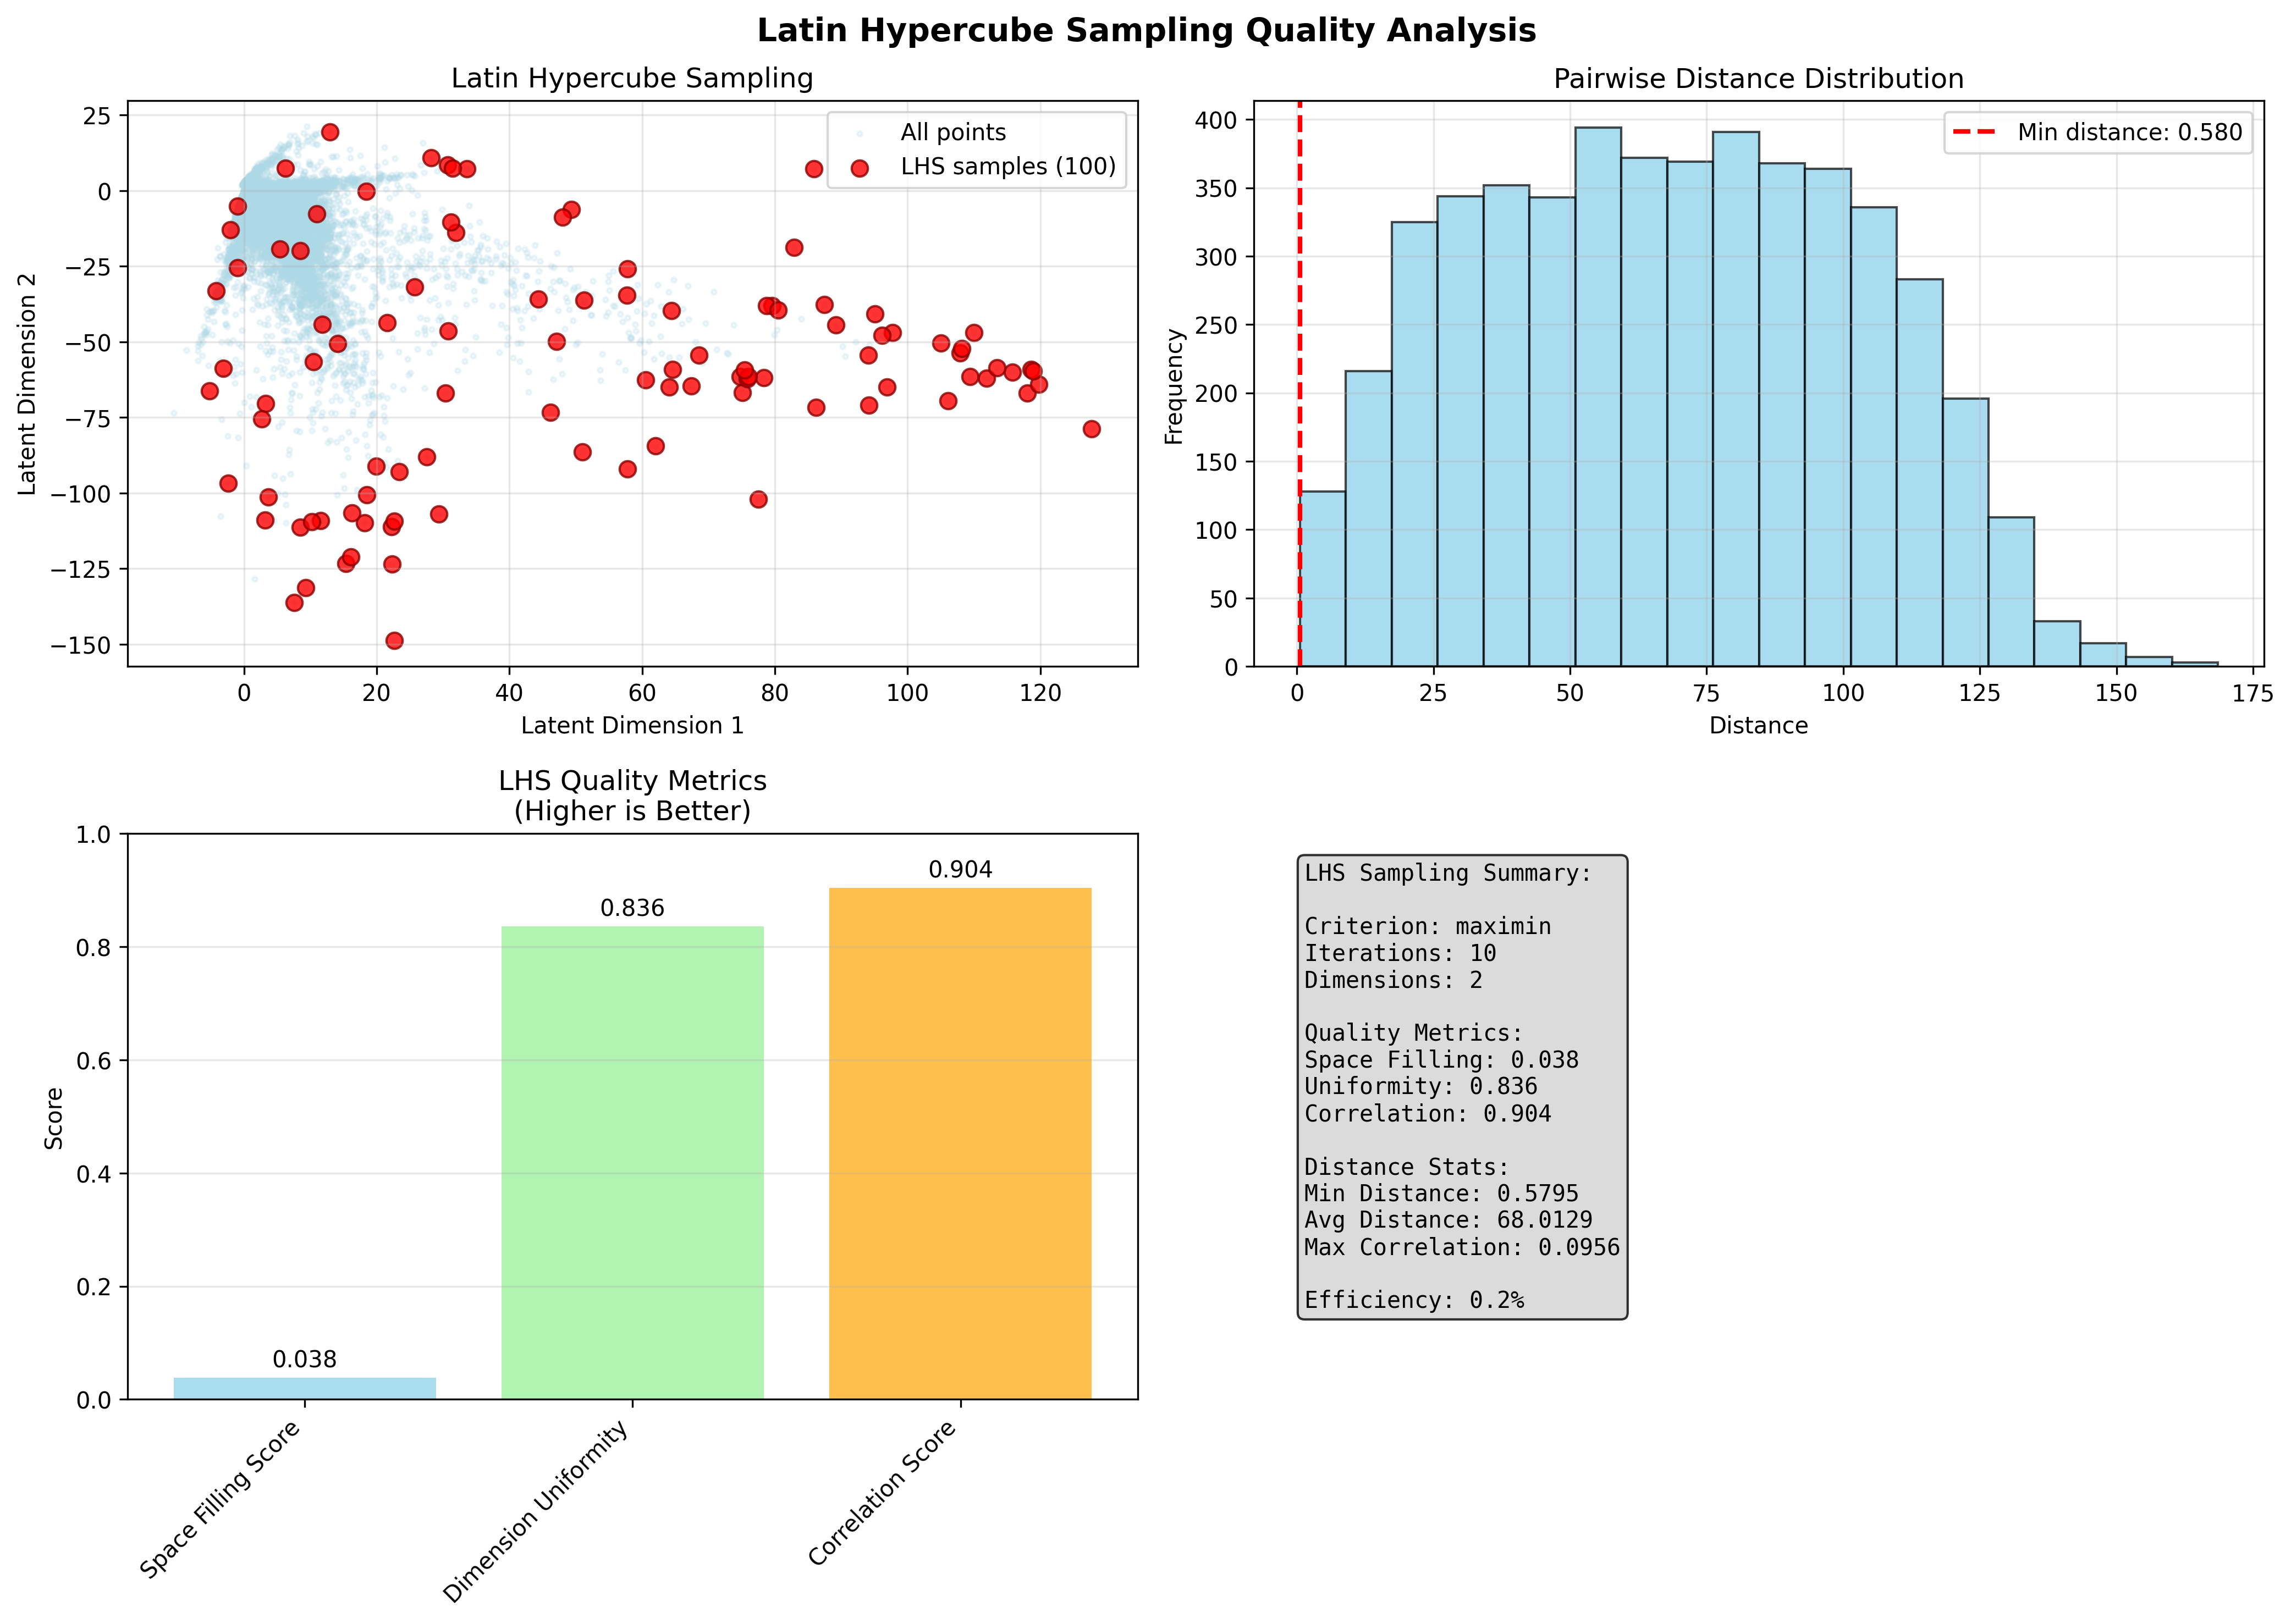 Latin Hypercube Sampling Quality Analysis
Latin Hypercube Sampling
25
0
−25
−50
−75
−100
−125
−150
Latent Dimension 2
All points
LHS samples (100)
0 20 40 60 80 100 120
Latent Dimension 1
Pairwise Distance Distribution
400
350
300
250
200
150
100
50
0
Frequency
Min distance: 0.580
0 25 50 75 100 125 150 175
Distance
LHS Quality Metrics
(Higher is Better)
1.0
0.8
0.6
0.4
0.2
0.0
Score
0.038
0.836
0.904
Space Filling Score
Dimension Uniformity
Correlation Score
LHS Sampling Summary:
Criterion: maximin
Iterations: 10
Dimensions: 2
Quality Metrics:
Space Filling: 0.038
Uniformity: 0.836
Correlation: 0.904
Distance Stats:
Min Distance: 0.5795
Avg Distance: 68.0129
Max Correlation: 0.0956
Efficiency: 0.2%